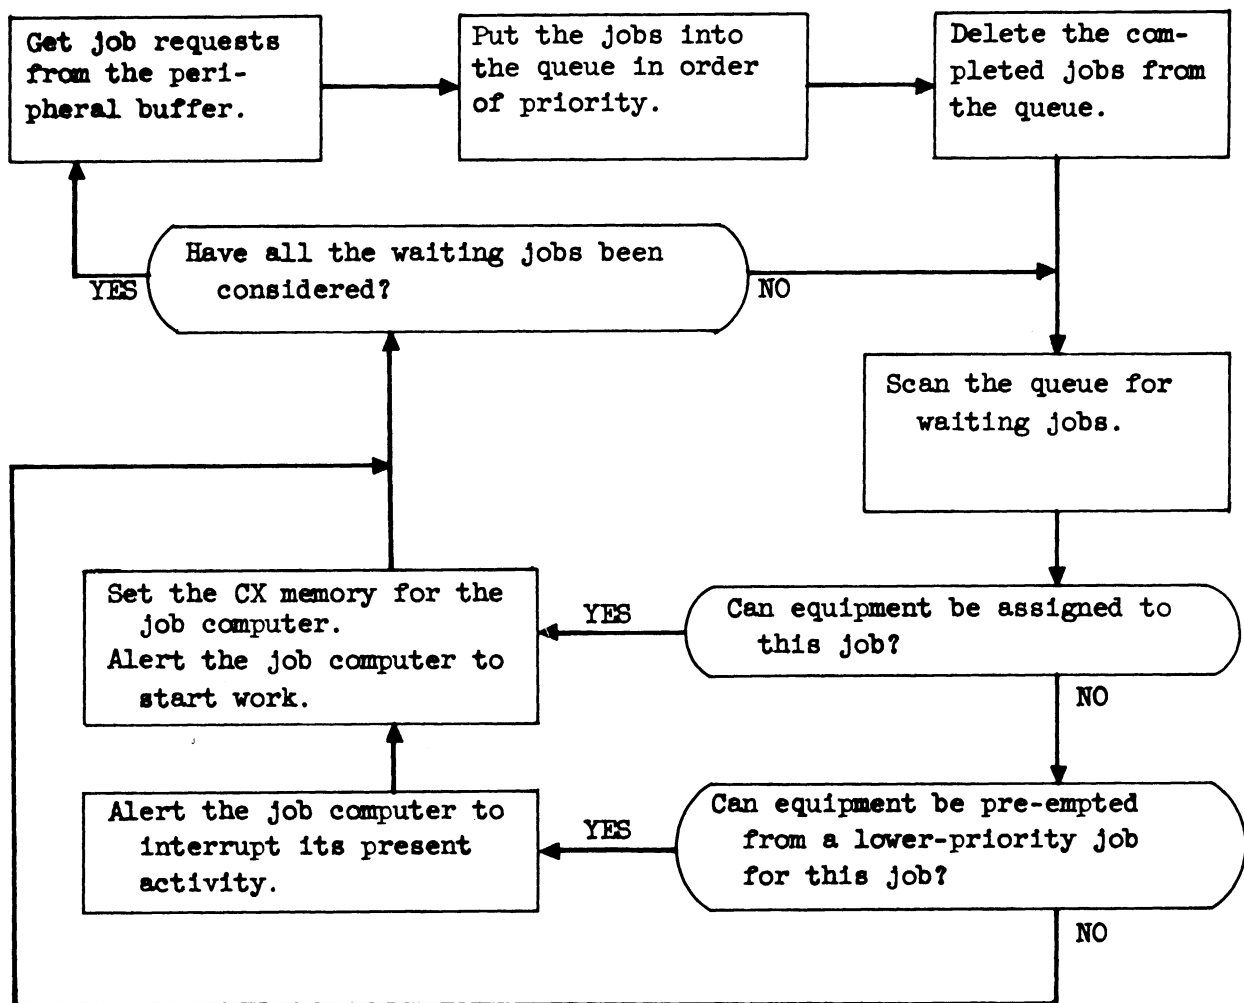 Get job requests
from the peri-
pheral buffer.
Put the jobs into
the queue in order
of priority.
Delete the com-
pleted jobs from
the queue.
Have all the waiting jobs been
considered?
YES
NO
Scan the queue for
waiting jobs.
Set the CX memory for the
job computer.
Alert the job computer to
start work.
YES
Can equipment be assigned to
this job?
NO
Alert the job computer to
interrupt its present
activity.
YES
Can equipment be pre-empted
from a lower-priority job
for this job?
NO